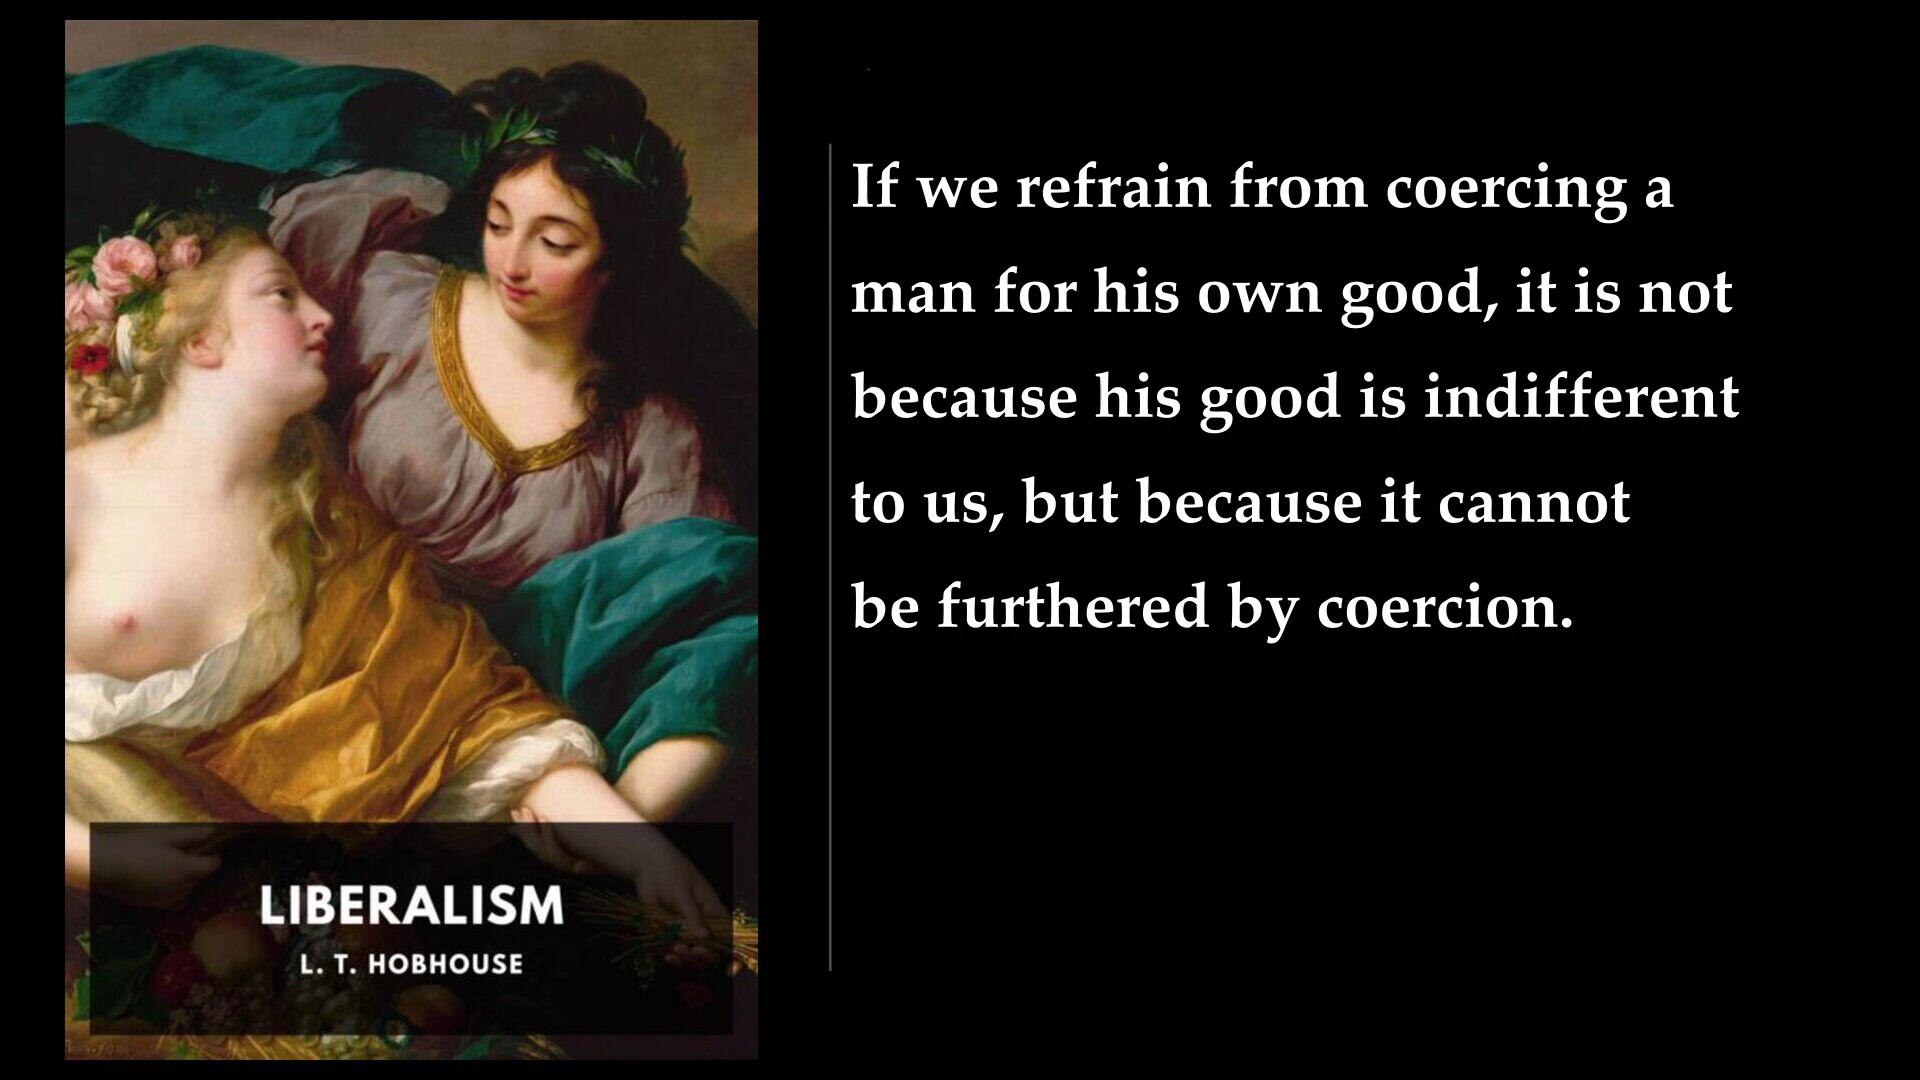 If we refrain from coercing a
man for his own good, it is not
because his good is indifferent
to us, but because it cannot
be furthered by coercion.
LIBERALISM
L. T. HOBHOUSE